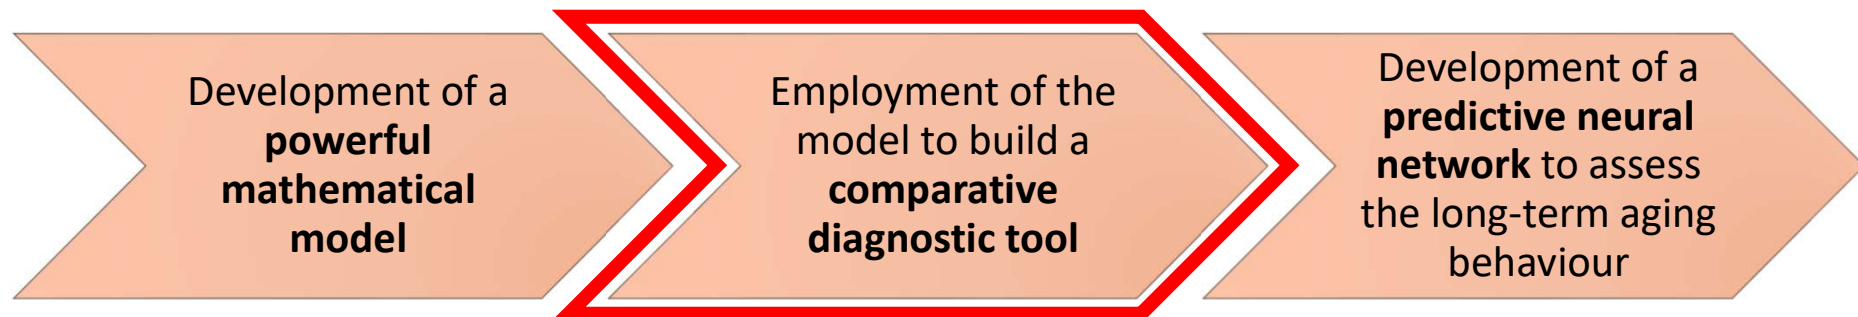 Development of a
powerful
mathematical
model
Employment of the
model to build a
comparative
diagnostic tool
Development of a
predictive neural
network to assess
the long-term aging
behaviour